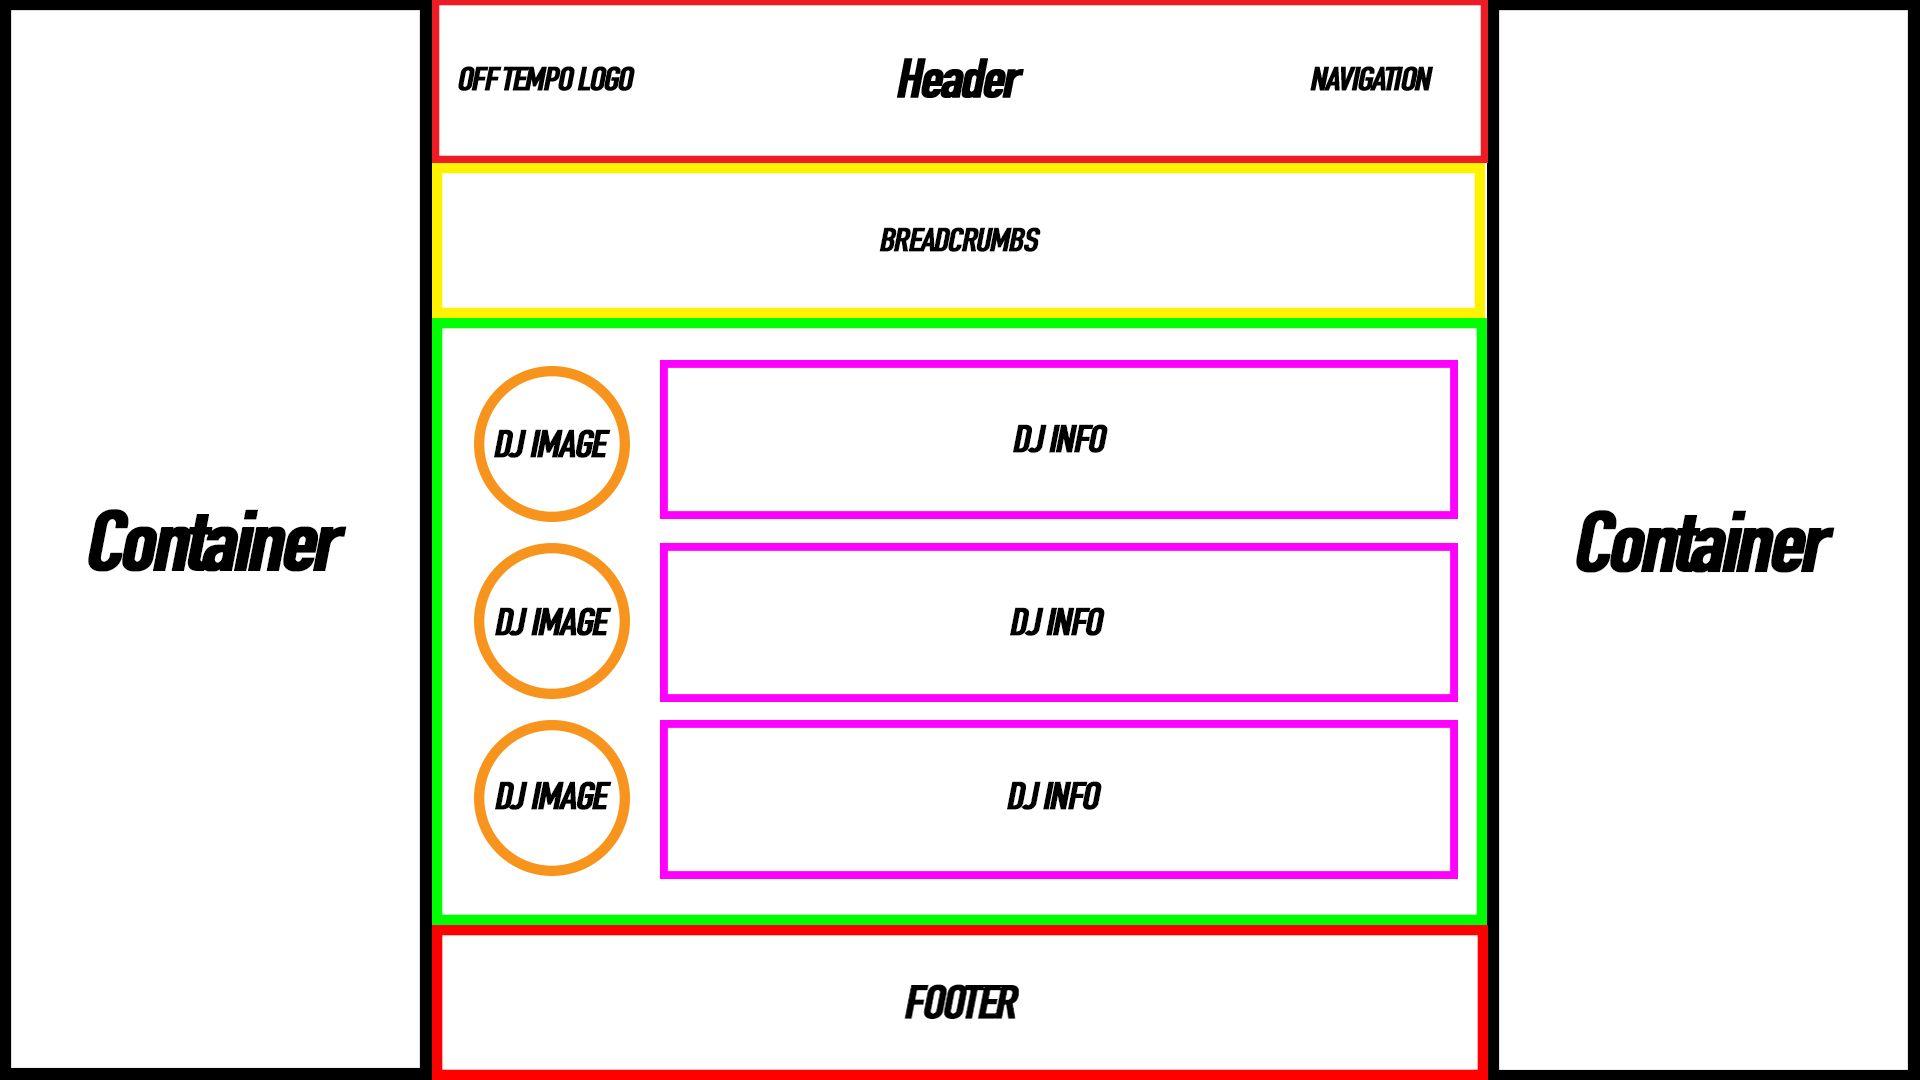 OFF TEMPO LOGO
Header
NAVIGATION
BREADCRUMBS
DJ IMAGE
DJ INFO
Container
Container
DJ IMAGE
DJ INFO
DJ IMAGE
DJ INFO
FOOTER